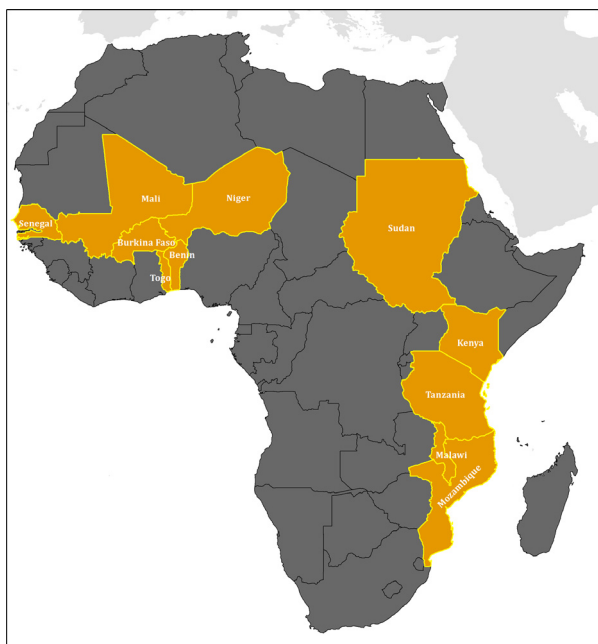 Mali
Niger
Senegal
Sudan
Burkina Faso
Benin
Togo
Kenya
Tanzania
Malawi
Mozambique